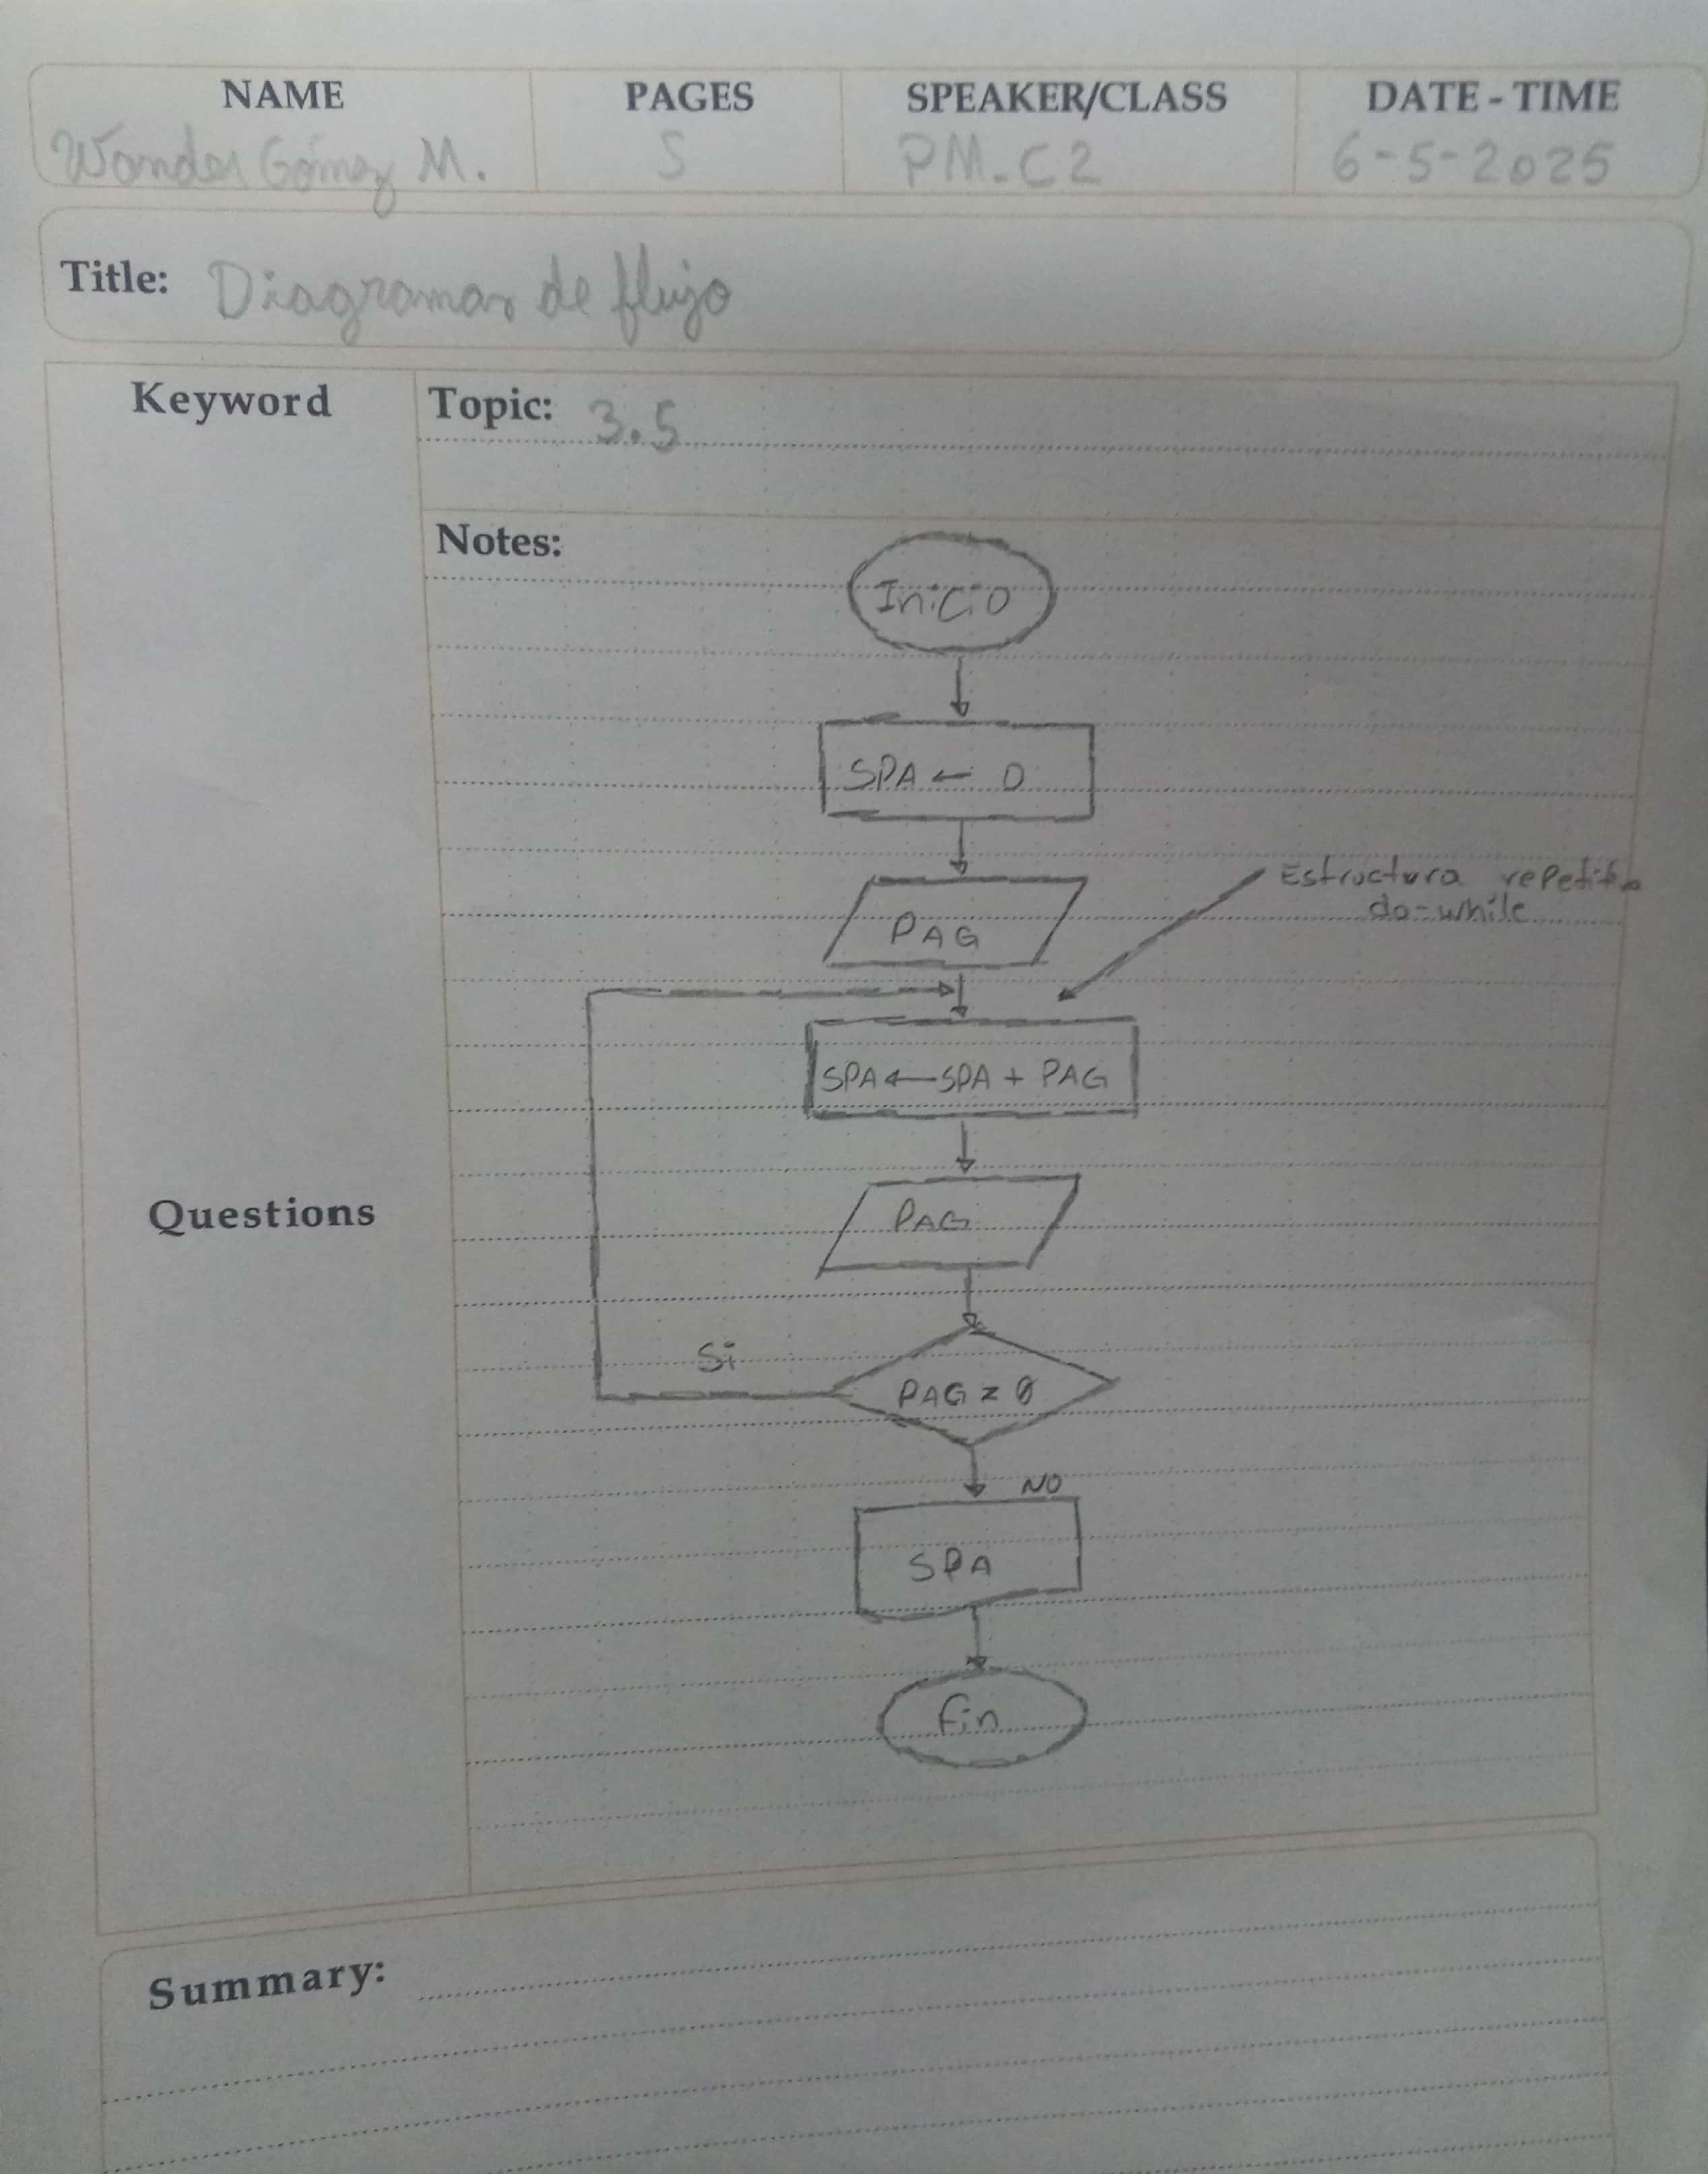 NAME PAGES SPEAKER/CLASS DATE - TIME
Wander Gómez M. 5 PM-C2 6-5-2025
Title: Diagramas de flujo
Keyword
Topic: 3.5
Notes:
Inicio
SPA ← 0
PAG
Estructura repetitiva
do-while
SPA ← SPA + PAG
Questions
PAG
Si
PAG z 0
NO
SPA
Fin
Summary: